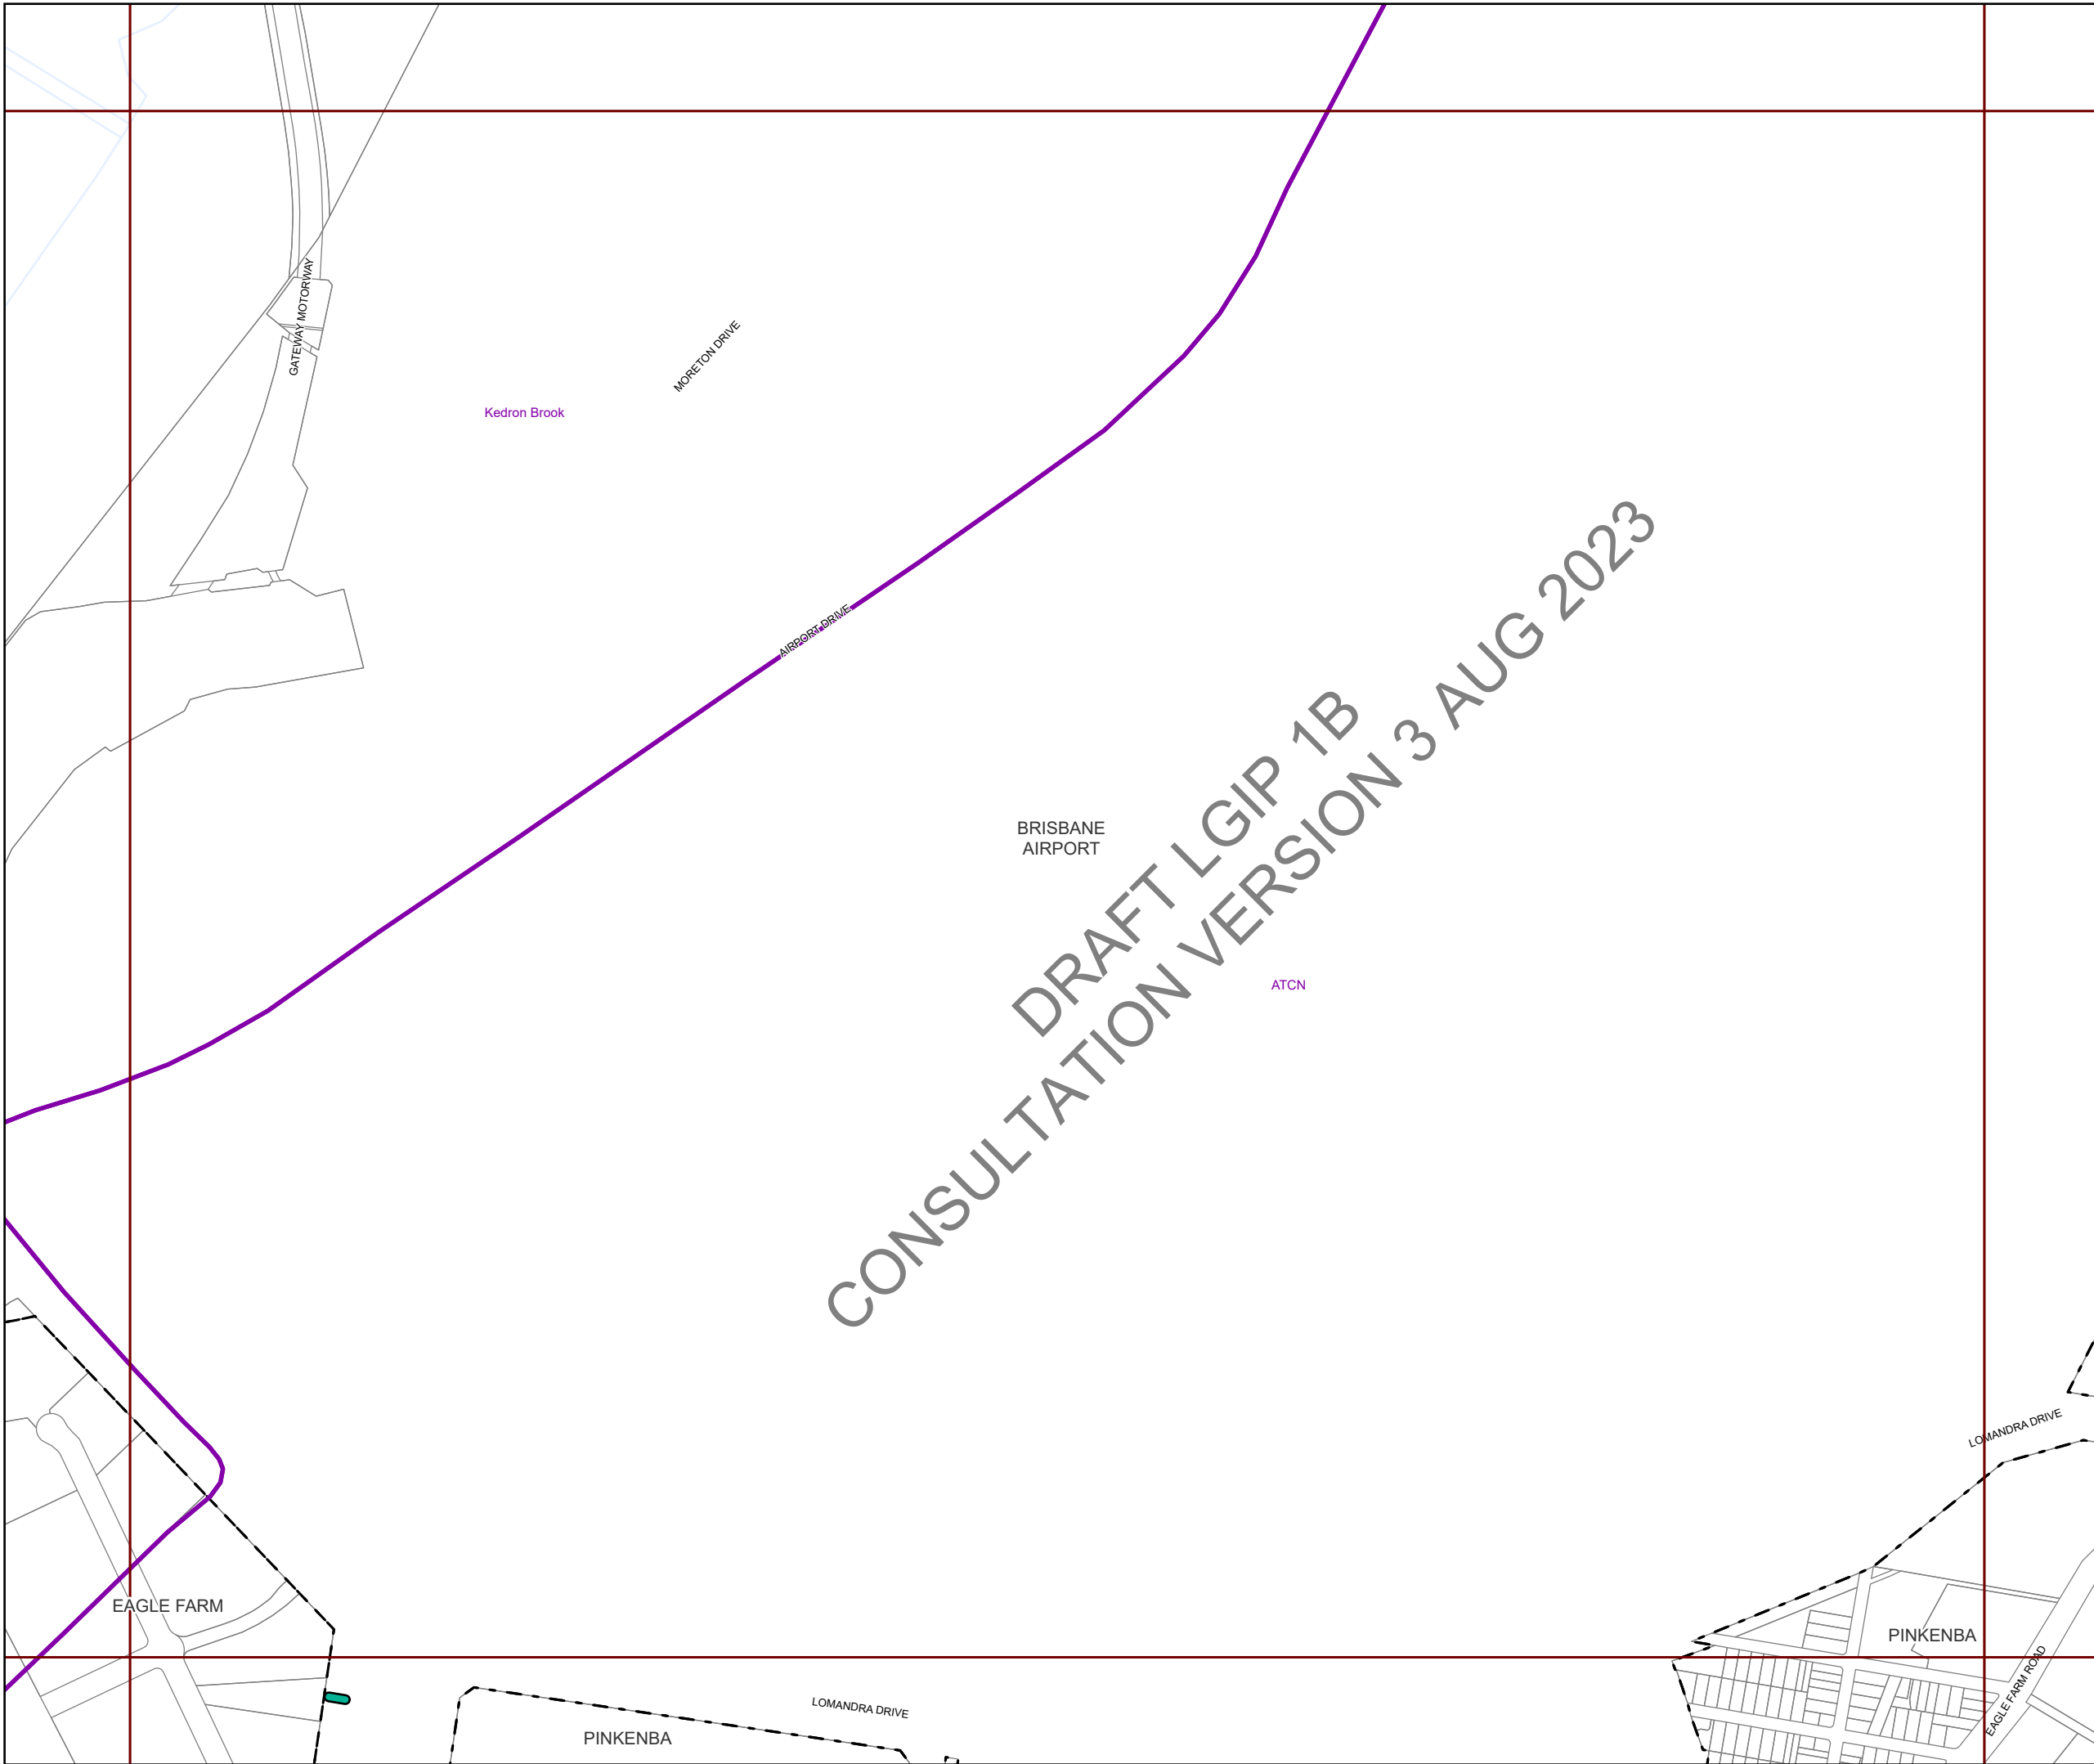 GATEWAY MOTORWAY
MORETON DRIVE
Kedron Brook
AIRPORT DRIVE
BRISBANE
AIRPORT
DRAFT LGIP 1B
CONSULTATION VERSION 3 AUG 2023
ATCN
LOMANDRA DRIVE
EAGLE FARM
PINKENBA
EAGLE FARM ROAD
LOMANDRA DRIVE
PINKENBA